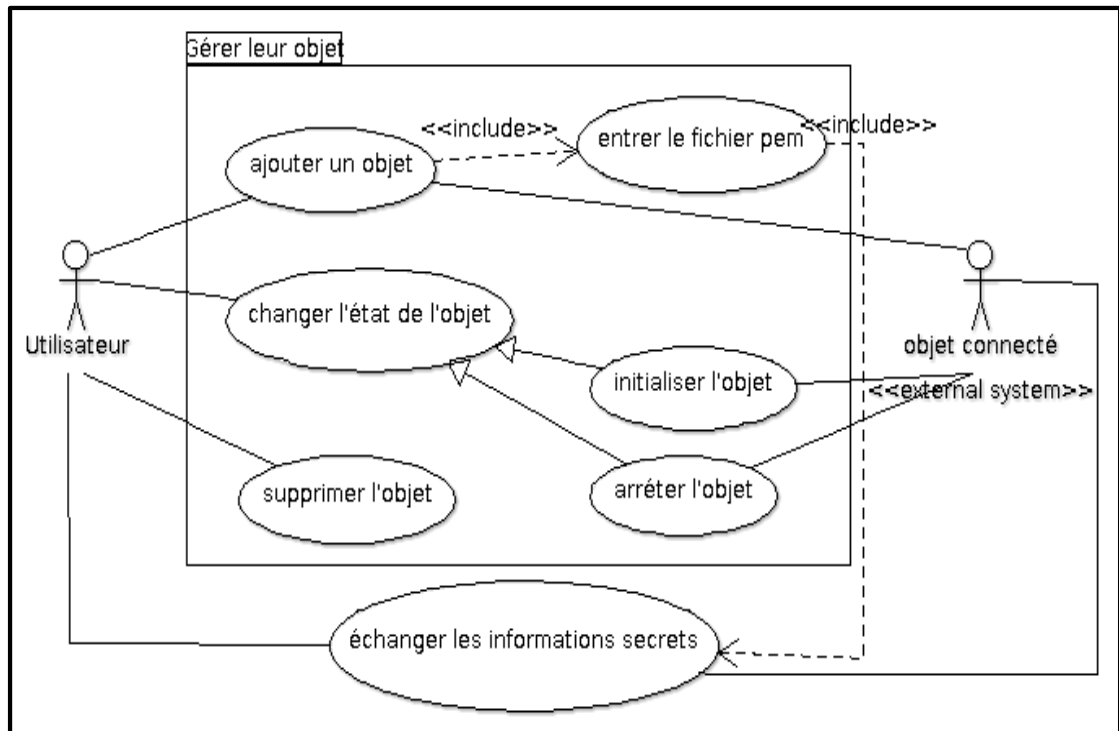 Gérer leur objet
<<include>>
<<include>>
entrer le fichier pem
ajouter un objet
changer l'état de l'objet
Utilisateur
objet connecté
initialiser l'objet
<<external system>>
supprimer l'objet
arréter l'objet
échanger les informations secrets